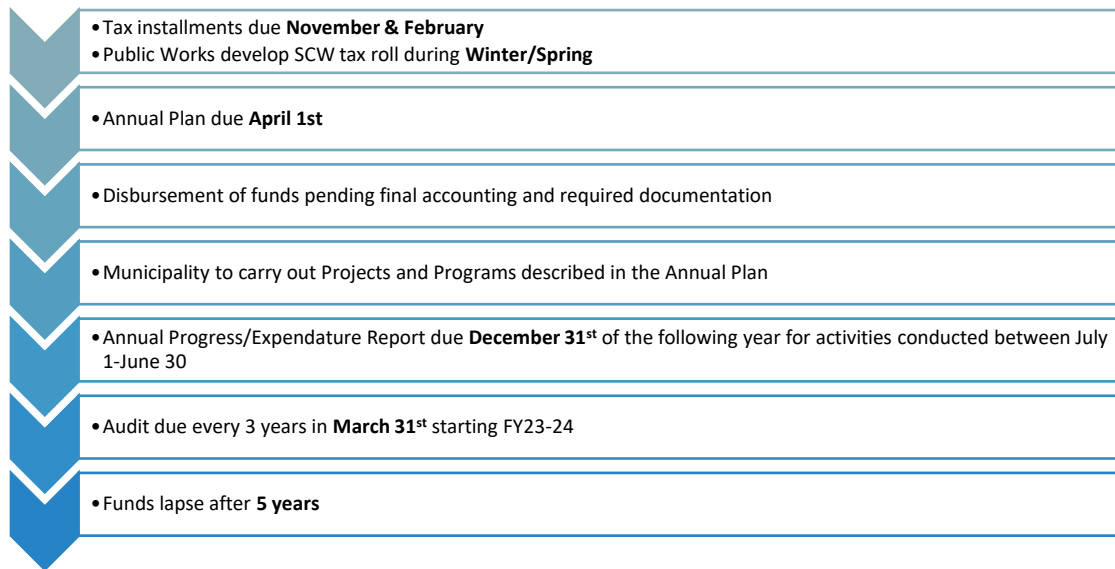 •Tax installments due November & February
•Public Works develop SCW tax roll during Winter/Spring
•Annual Plan due April 1st
•Disbursement of funds pending final accounting and required documentation
•Municipality to carry out Projects and Programs described in the Annual Plan
•Annual Progress/Expendature Report due December 31st of the following year for activities conducted between July
1-June 30
•Audit due every 3 years in March 31st starting FY23-24
•Funds lapse after 5 years